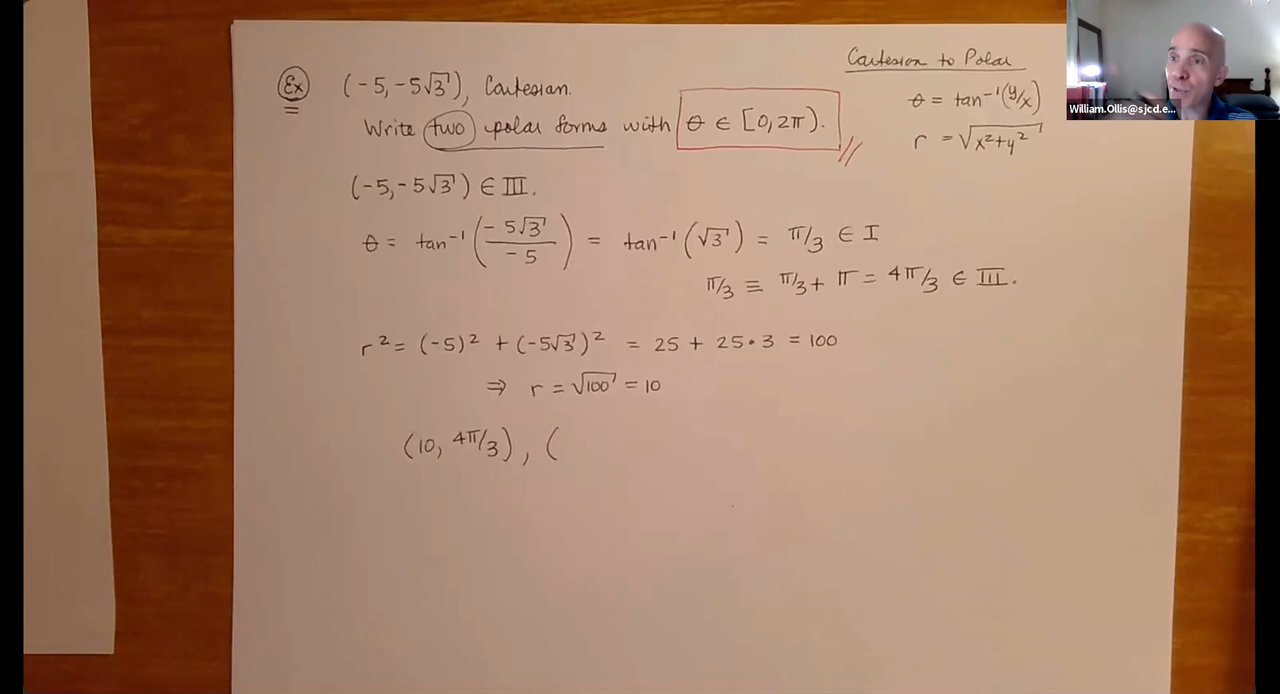 Ex (-5, -5√3), Cartesian.
Write two polar forms with θ ∈ [0, 2π).
Cartesian to Polar
θ = tan⁻¹(y/x)
r = √x²+y²
William.Ollis@sjcd.e...
(-5, -5√3) ∈ III.
θ = tan⁻¹(-5√3/-5) = tan⁻¹(√3) = π/3 ∈ I
π/3 ≡ π/3 + π = 4π/3 ∈ III.
r² = (-5)² + (-5√3)² = 25 + 25·3 = 100
⇒ r = √100 = 10
(10, 4π/3), (